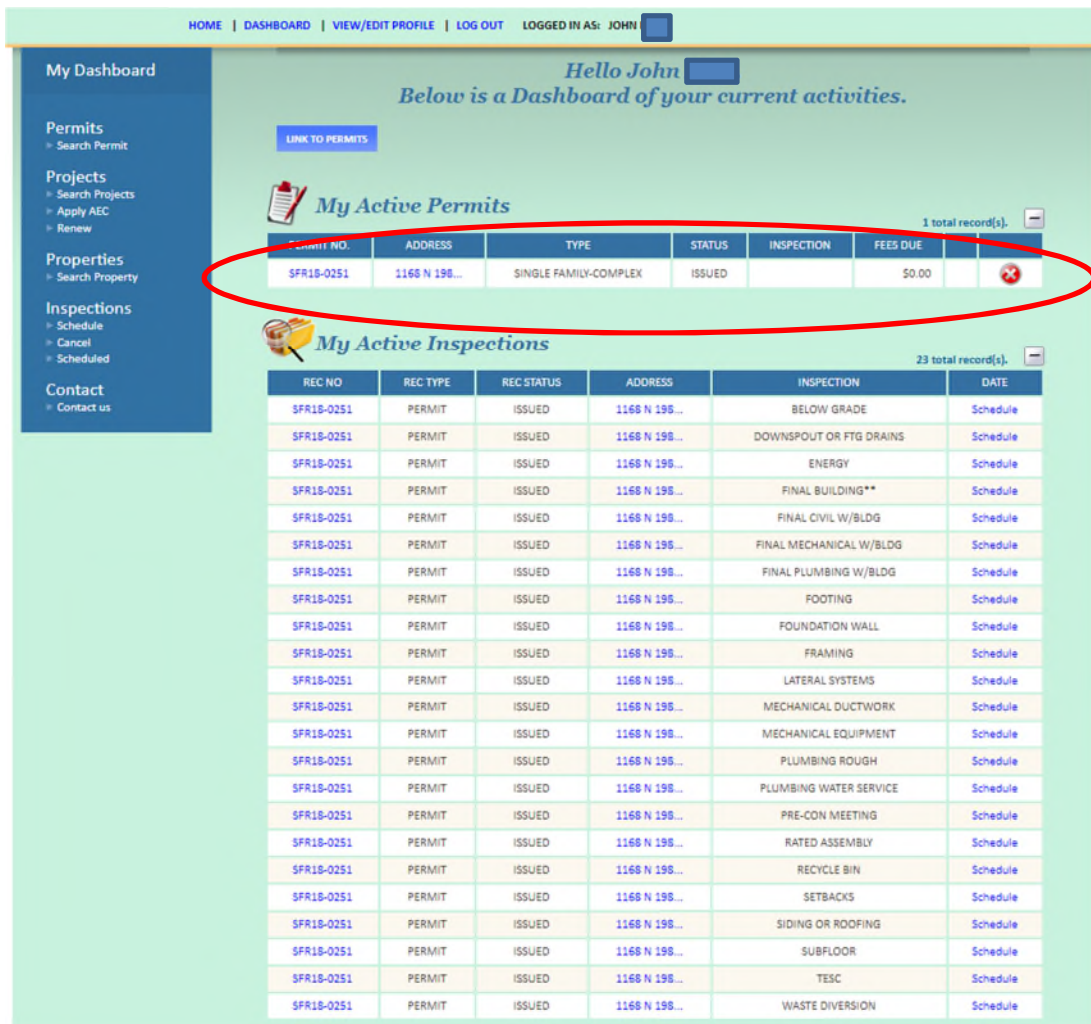 HOME | DASHBOARD | VIEW/EDIT PROFILE | LOG OUT LOGGED IN AS: JOHN
My Dashboard
Permits
Search Permit
Projects
Search Projects
Apply AEC
Renew
Properties
Search Property
Inspections
Schedule
Cancel
Scheduled
Contact
Contact us
Hello John
Below is a Dashboard of your current activities.
LINK TO PERMITS
My Active Permits
1 total record(s).
PERMIT NO. ADDRESS TYPE STATUS INSPECTION FEES DUE
SFR18-0251 1168 N 198... SINGLE FAMILY-COMPLEX ISSUED $0.00
My Active Inspections
23 total record(s).
REC NO REC TYPE REC STATUS ADDRESS INSPECTION DATE
SFR18-0251 PERMIT ISSUED 1168 N 198... BELOW GRADE Schedule
SFR18-0251 PERMIT ISSUED 1168 N 198... DOWNSPOUT OR FTG DRAINS Schedule
SFR18-0251 PERMIT ISSUED 1168 N 198... ENERGY Schedule
SFR18-0251 PERMIT ISSUED 1168 N 198... FINAL BUILDING** Schedule
SFR18-0251 PERMIT ISSUED 1168 N 198... FINAL CIVIL W/BLDG Schedule
SFR18-0251 PERMIT ISSUED 1168 N 198... FINAL MECHANICAL W/BLDG Schedule
SFR18-0251 PERMIT ISSUED 1168 N 198... FINAL PLUMBING W/BLDG Schedule
SFR18-0251 PERMIT ISSUED 1168 N 198... FOOTING Schedule
SFR18-0251 PERMIT ISSUED 1168 N 198... FOUNDATION WALL Schedule
SFR18-0251 PERMIT ISSUED 1168 N 198... FRAMING Schedule
SFR18-0251 PERMIT ISSUED 1168 N 198... LATERAL SYSTEMS Schedule
SFR18-0251 PERMIT ISSUED 1168 N 198... MECHANICAL DUCTWORK Schedule
SFR18-0251 PERMIT ISSUED 1168 N 198... MECHANICAL EQUIPMENT Schedule
SFR18-0251 PERMIT ISSUED 1168 N 198... PLUMBING ROUGH Schedule
SFR18-0251 PERMIT ISSUED 1168 N 198... PLUMBING WATER SERVICE Schedule
SFR18-0251 PERMIT ISSUED 1168 N 198... PRE-CON MEETING Schedule
SFR18-0251 PERMIT ISSUED 1168 N 198... RATED ASSEMBLY Schedule
SFR18-0251 PERMIT ISSUED 1168 N 198... RECYCLE BIN Schedule
SFR18-0251 PERMIT ISSUED 1168 N 198... SETBACKS Schedule
SFR18-0251 PERMIT ISSUED 1168 N 198... SIDING OR ROOFING Schedule
SFR18-0251 PERMIT ISSUED 1168 N 198... SUBFLOOR Schedule
SFR18-0251 PERMIT ISSUED 1168 N 198... TESC Schedule
SFR18-0251 PERMIT ISSUED 1168 N 198... WASTE DIVERSION Schedule